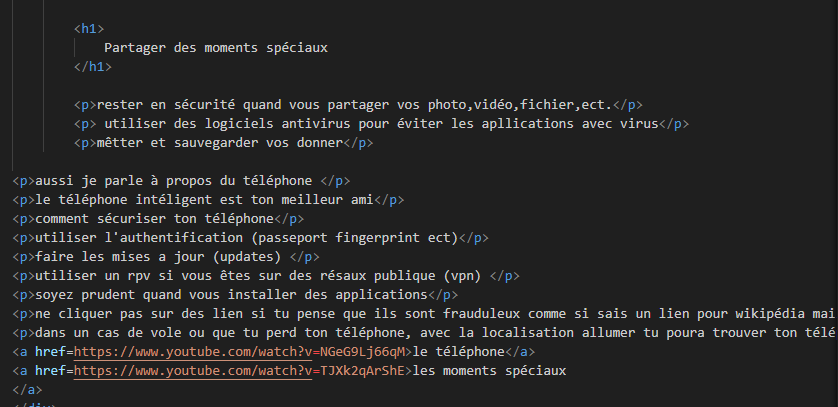 <h1>
Partager des moments spéciaux
</h1>
<p>rester en sécurité quand vous partager vos photo,vidéo,fichier,ect.</p>
<p> utiliser des logiciels antivirus pour éviter les apllications avec virus</p>
<p>mêtter et sauvegarder vos donner</p>
<p>aussi je parle à propos du téléphone </p>
<p>le téléphone intéligent est ton meilleur ami</p>
<p>comment sécuriser ton téléphone</p>
<p>utiliser l'authentification (passeport fingerprint ect)</p>
<p>faire les mises a jour (updates) </p>
<p>utiliser un rpv si vous êtes sur des résaux publique (vpn) </p>
<p>soyez prudent quand vous installer des applications</p>
<p>ne cliquer pas sur des lien si tu pense que ils sont frauduleux comme si sais un lien pour wikipédia mai
<p>dans un cas de vole ou que tu perd ton téléphone, avec la localisation allumer tu poura trouver ton télé
<a href=https://www.youtube.com/watch?v=NGeG9Lj66qM>le téléphone</a>
<a href=https://www.youtube.com/watch?v=TJXk2qArShE>les moments spéciaux
</a>
</div>